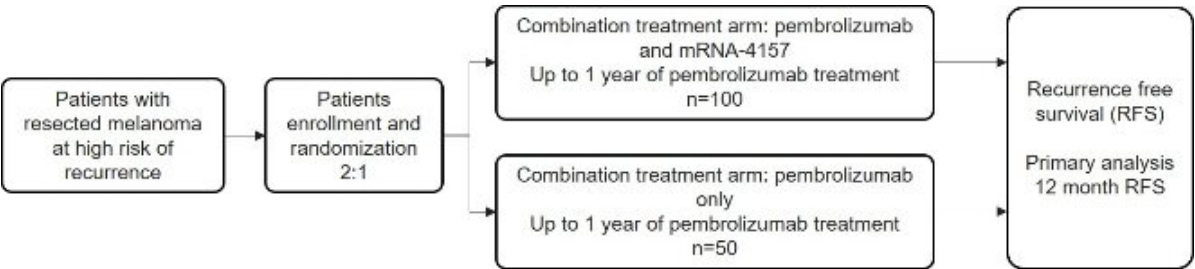 Patients with
resected melanoma
at high risk of
recurrence
Patients
enrollment and
randomization
2:1
Combination treatment arm: pembrolizumab
and mRNA-4157
Up to 1 year of pembrolizumab treatment
n=100
Combination treatment arm: pembrolizumab
only
Up to 1 year of pembrolizumab treatment
n=50
Recurrence free
survival (RFS)
Primary analysis
12 month RFS